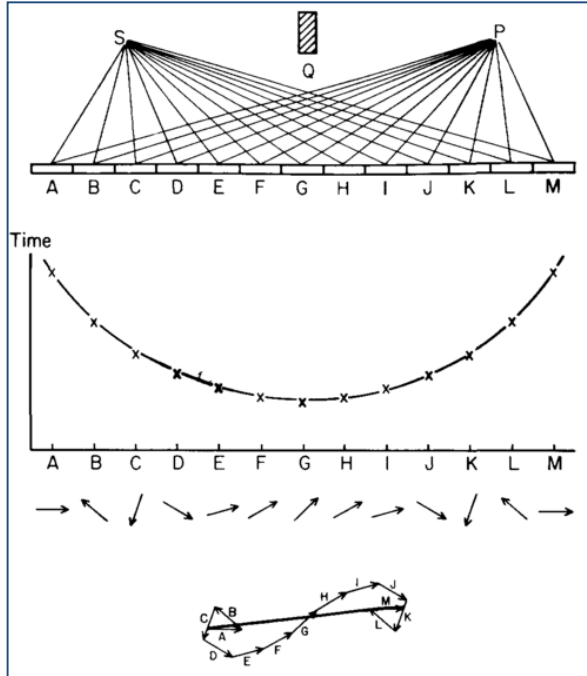 S P
Q
A B C D E F G H I J K L M
Time
A B C D E F G H I J K L M
I J
H
C B M
A L K
G
D E F